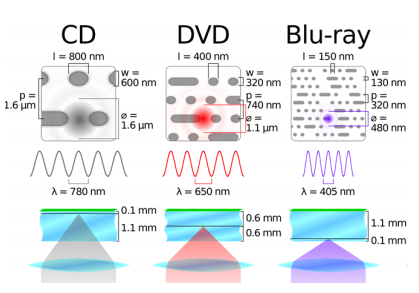 CD
l = 800 nm
w =
600 nm
p =
1.6 µm
⌀ =
1.6 µm
λ = 780 nm
0.1 mm
1.1 mm
DVD
l = 400 nm
w =
320 nm
p =
740 nm
⌀ =
1.1 µm
λ = 650 nm
0.6 mm
0.6 mm
Blu-ray
l = 150 nm
w =
130 nm
p =
320 nm
⌀ =
480 nm
λ = 405 nm
1.1 mm
0.1 mm